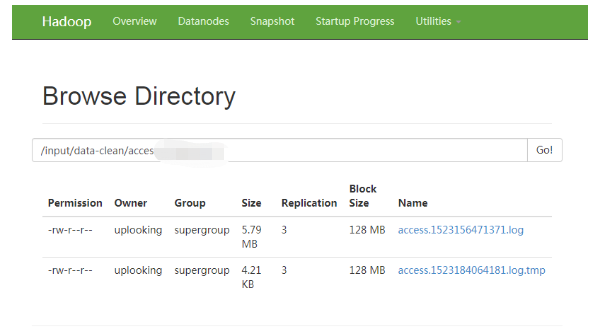 Hadoop Overview Datanodes Snapshot Startup Progress Utilities
Browse Directory
/input/data-clean/acces Go!
Permission Owner Group Size Replication Block Size Name
-rw-r--r-- uplooking supergroup 5.79 MB 3 128 MB access.1523156471371.log
-rw-r--r-- uplooking supergroup 4.21 KB 3 128 MB access.1523184064181.log.tmp